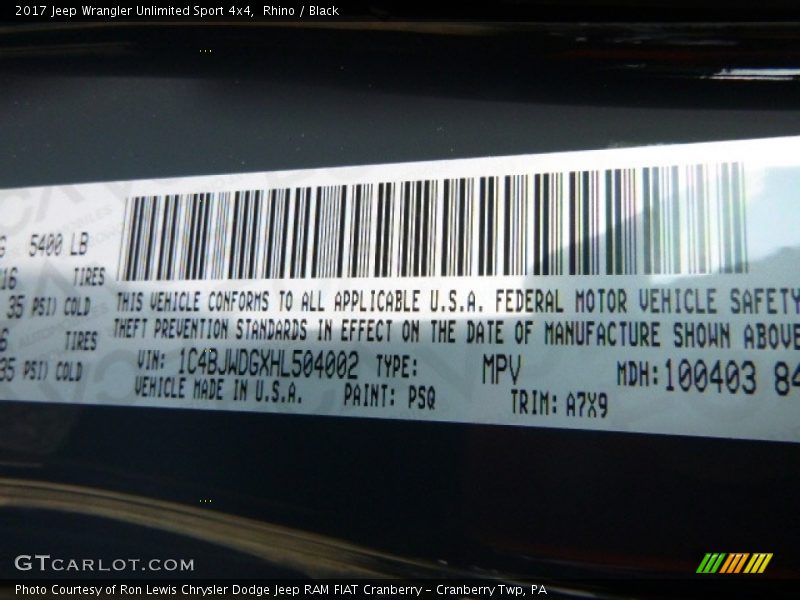 2017 Jeep Wrangler Unlimited Sport 4x4, Rhino / Black
5400 LB
TIRES
35 PSI) COLD
TIRES
35 PSI) COLD
THIS VEHICLE CONFORMS TO ALL APPLICABLE U.S.A. FEDERAL MOTOR VEHICLE SAFETY
THEFT PREVENTION STANDARDS IN EFFECT ON THE DATE OF MANUFACTURE SHOWN ABOVE
VIN: 1C4BJWDGXHL504002 TYPE: MPV MDH: 100403 84
VEHICLE MADE IN U.S.A. PAINT: PSQ TRIM: A7X9
GTCARLOT.COM
Photo Courtesy of Ron Lewis Chrysler Dodge Jeep RAM FIAT Cranberry – Cranberry Twp, PA